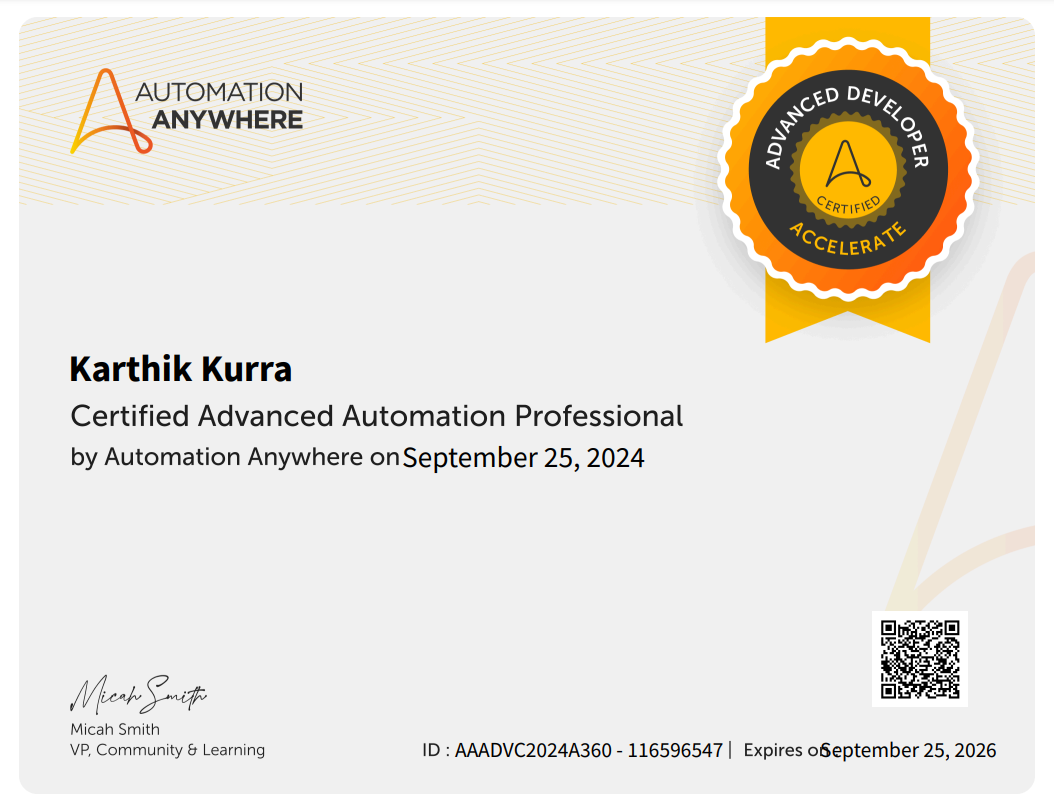 AUTOMATION
ANYWHERE
ADVANCED DEVELOPER
CERTIFIED
ACCELERATE
Karthik Kurra
Certified Advanced Automation Professional
by Automation Anywhere on September 25, 2024
Micah Smith
Micah Smith
VP, Community & Learning
ID : AAADVC2024A360 - 116596547 | Expires on September 25, 2026